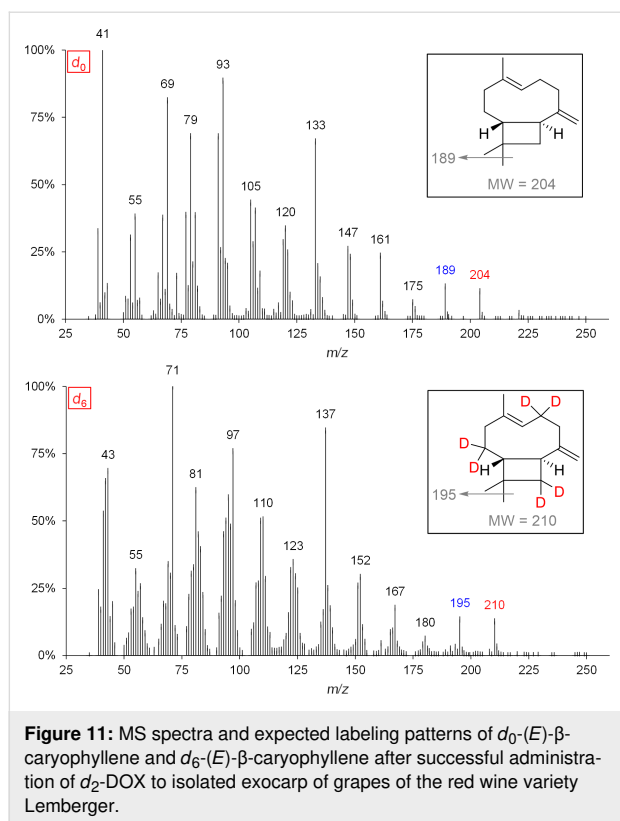 100%
75%
50%
25%
0%
d0
41
55
69
79
93
105
120
133
147
161
175
189
204
H
H
189
MW = 204
25 50 75 100 125 150 175 200 225 250
m/z
100%
75%
50%
25%
0%
d6
43
55
71
81
97
110
123
137
152
167
180
195
210
D D
D
D
H
H
D
D
195
MW = 210
25 50 75 100 125 150 175 200 225 250
m/z
Figure 11: MS spectra and expected labeling patterns of d0-(E)-β-
caryophyllene and d6-(E)-β-caryophyllene after successful administra-
tion of d2-DOX to isolated exocarp of grapes of the red wine variety
Lemberger.